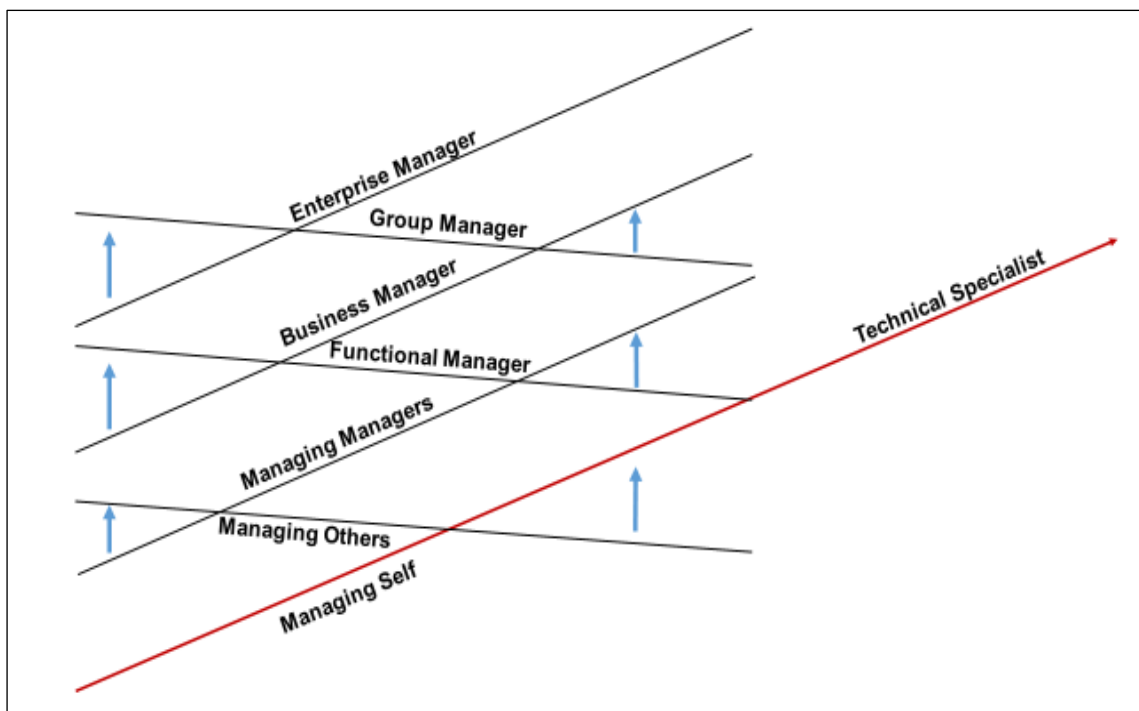 Enterprise Manager
Group Manager
Business Manager
Technical Specialist
Functional Manager
Managing Managers
Managing Others
Managing Self